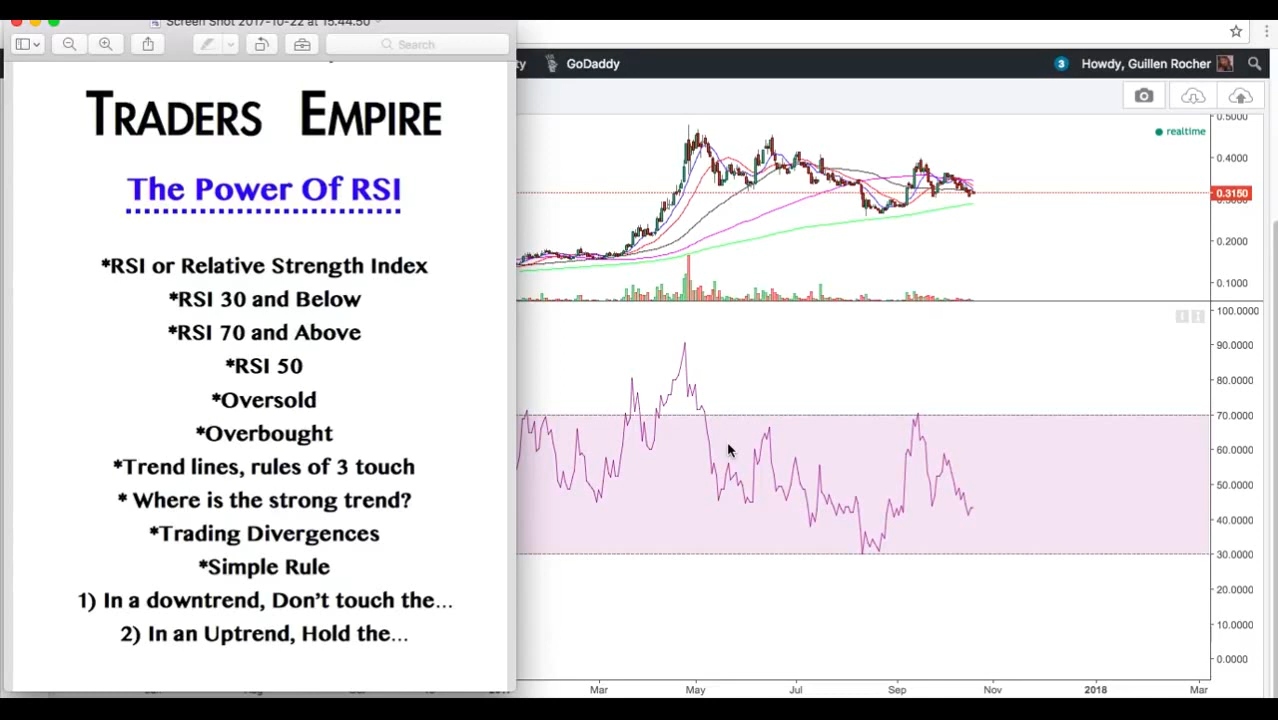 Screen Shot 2017-10-22 at 15.44.50
Search
TRADERS EMPIRE
The Power Of RSI
*RSI or Relative Strength Index
*RSI 30 and Below
*RSI 70 and Above
*RSI 50
*Oversold
*Overbought
*Trend lines, rules of 3 touch
* Where is the strong trend?
*Trading Divergences
*Simple Rule
1) In a downtrend, Don't touch the...
2) In an Uptrend, Hold the...
GoDaddy
3 Howdy, Guillen Rocher
realtime
0.5000
0.4000
0.3150
0.3000
0.2000
0.1000
100.0000
90.0000
80.0000
70.0000
60.0000
50.0000
40.0000
30.0000
20.0000
10.0000
0.0000
Mar May Jul Sep Nov 2018 Mar